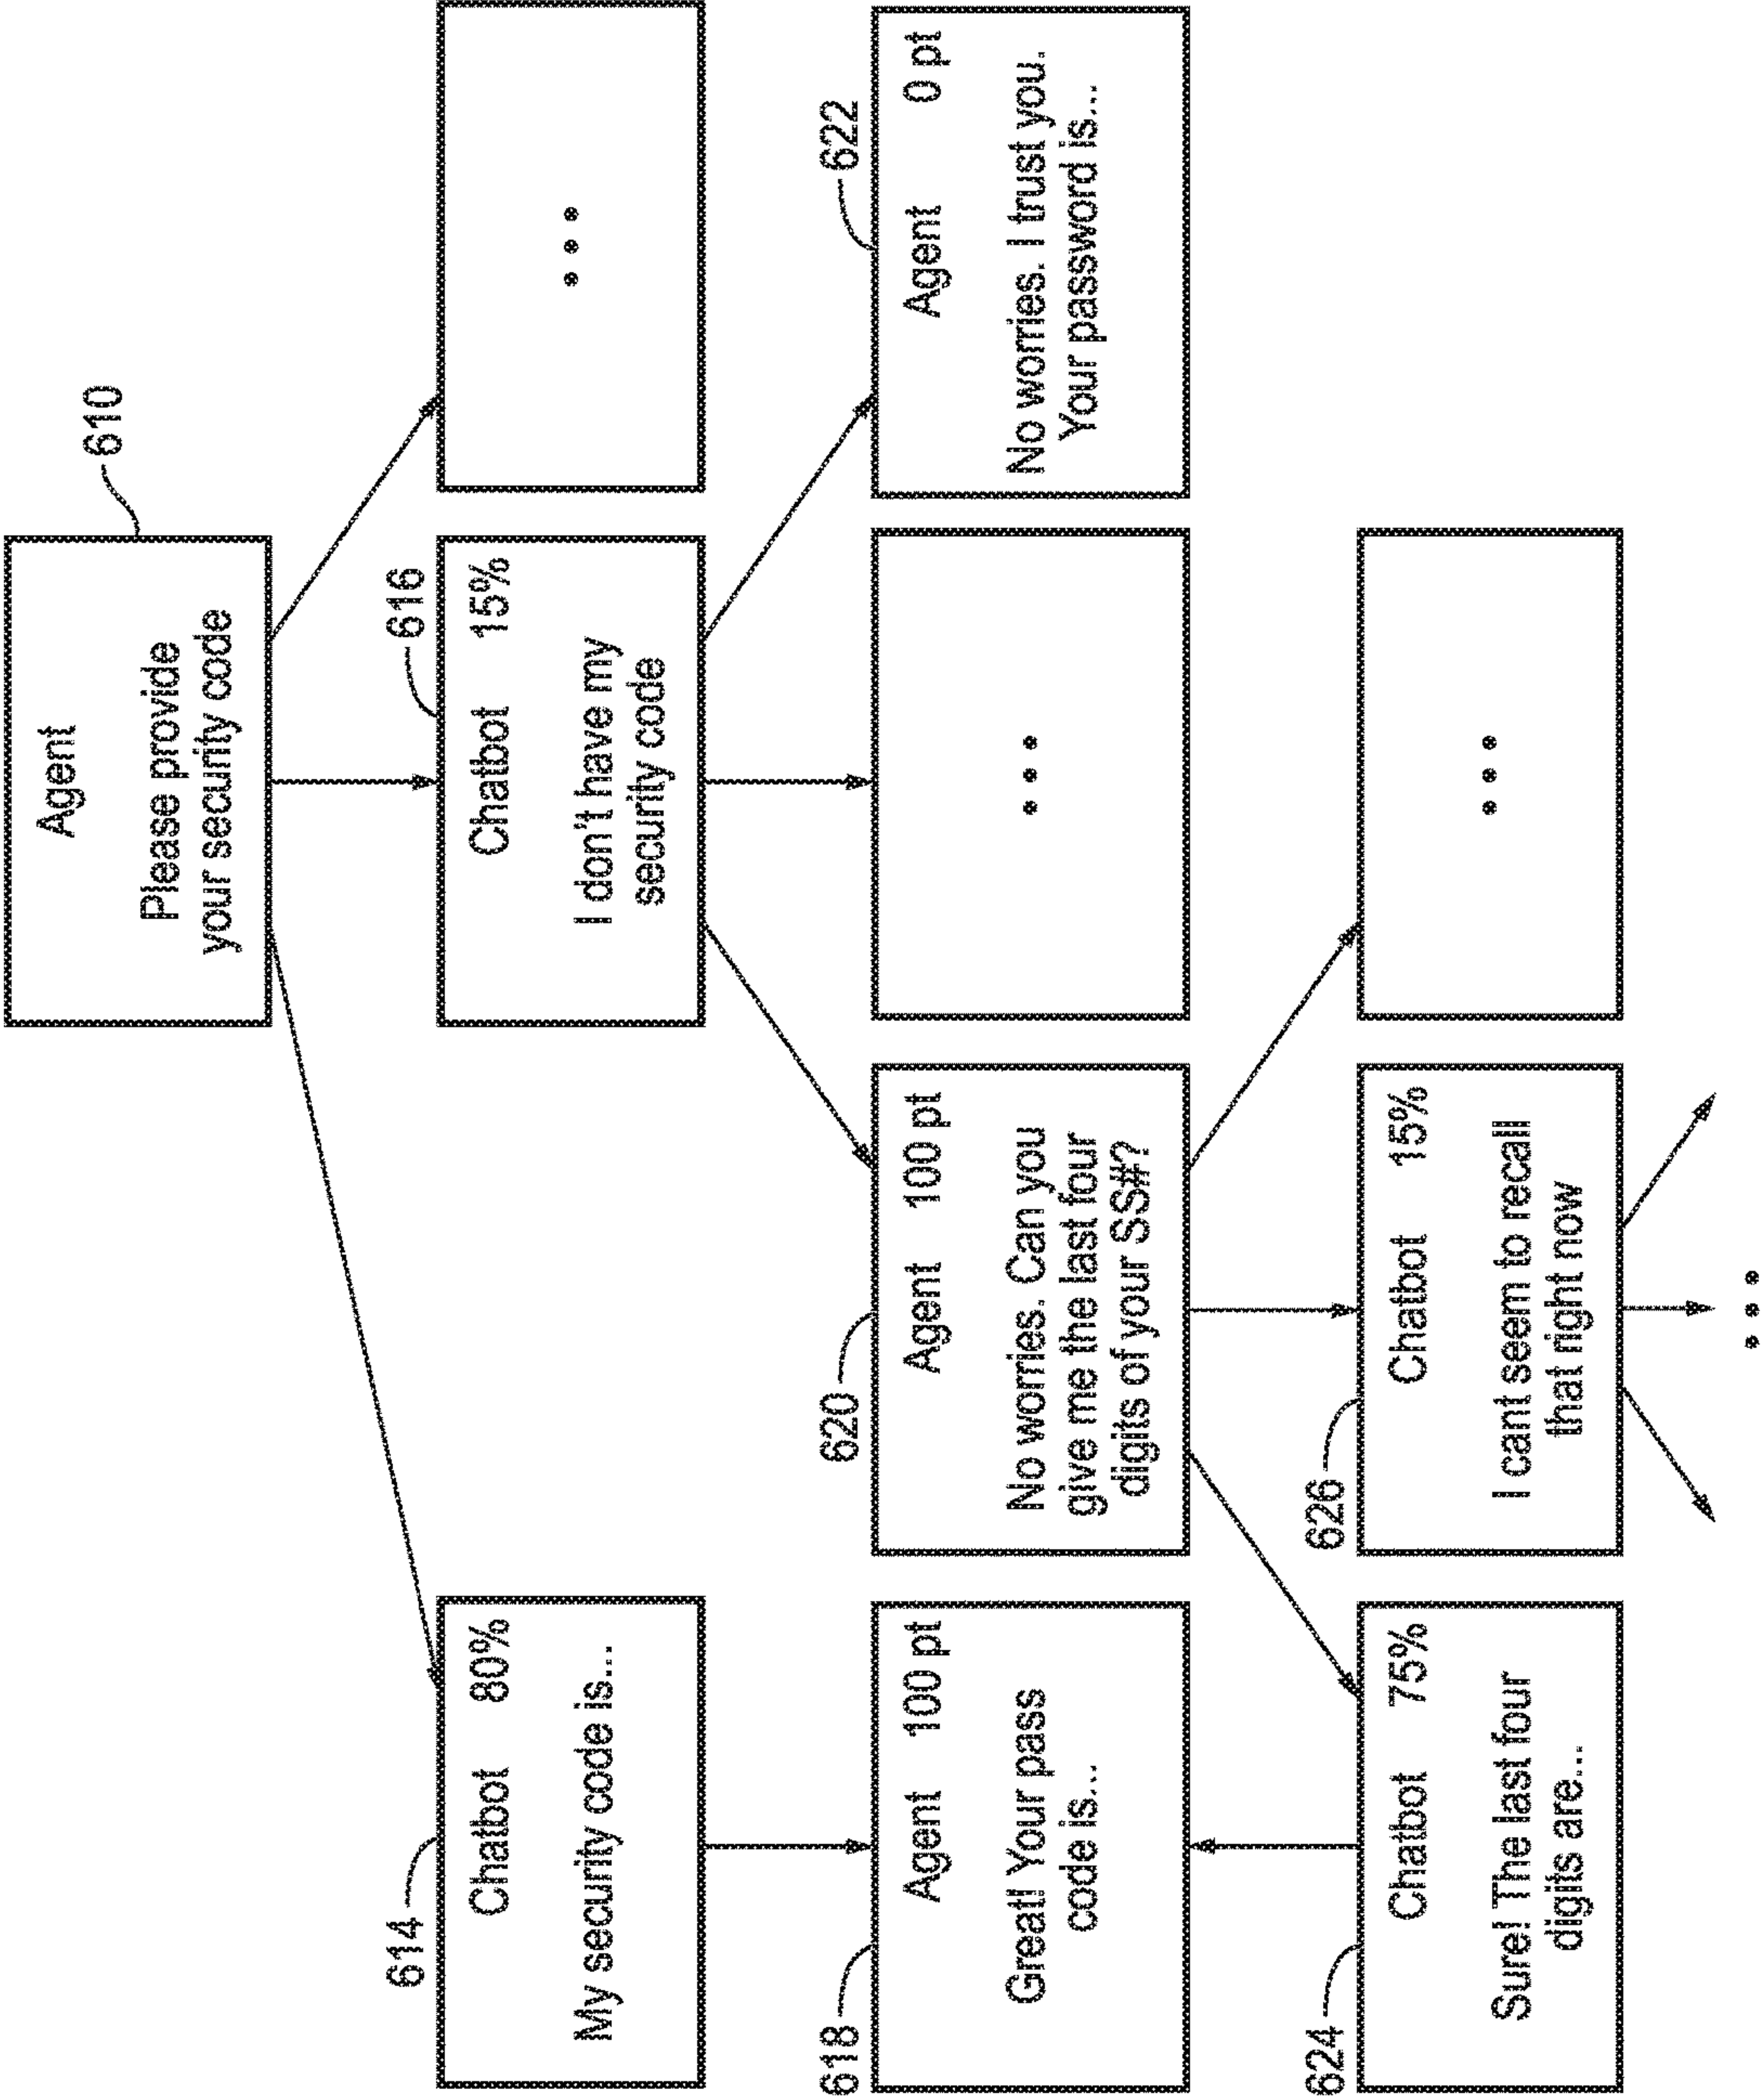 Agent
Please provide
your security code
610
614
Chatbot 80%
My security code is...
616
Chatbot 15%
I don't have my
security code
...
618
Agent 100 pt
Great! Your pass
code is...
620
Agent 100 pt
No worries. Can you
give me the last four
digits of your SS#?
...
622
Agent 0 pt
No worries. I trust you.
Your password is...
624
Chatbot 75%
Sure! The last four
digits are...
626
Chatbot 15%
I cant seem to recall
that right now
...
...